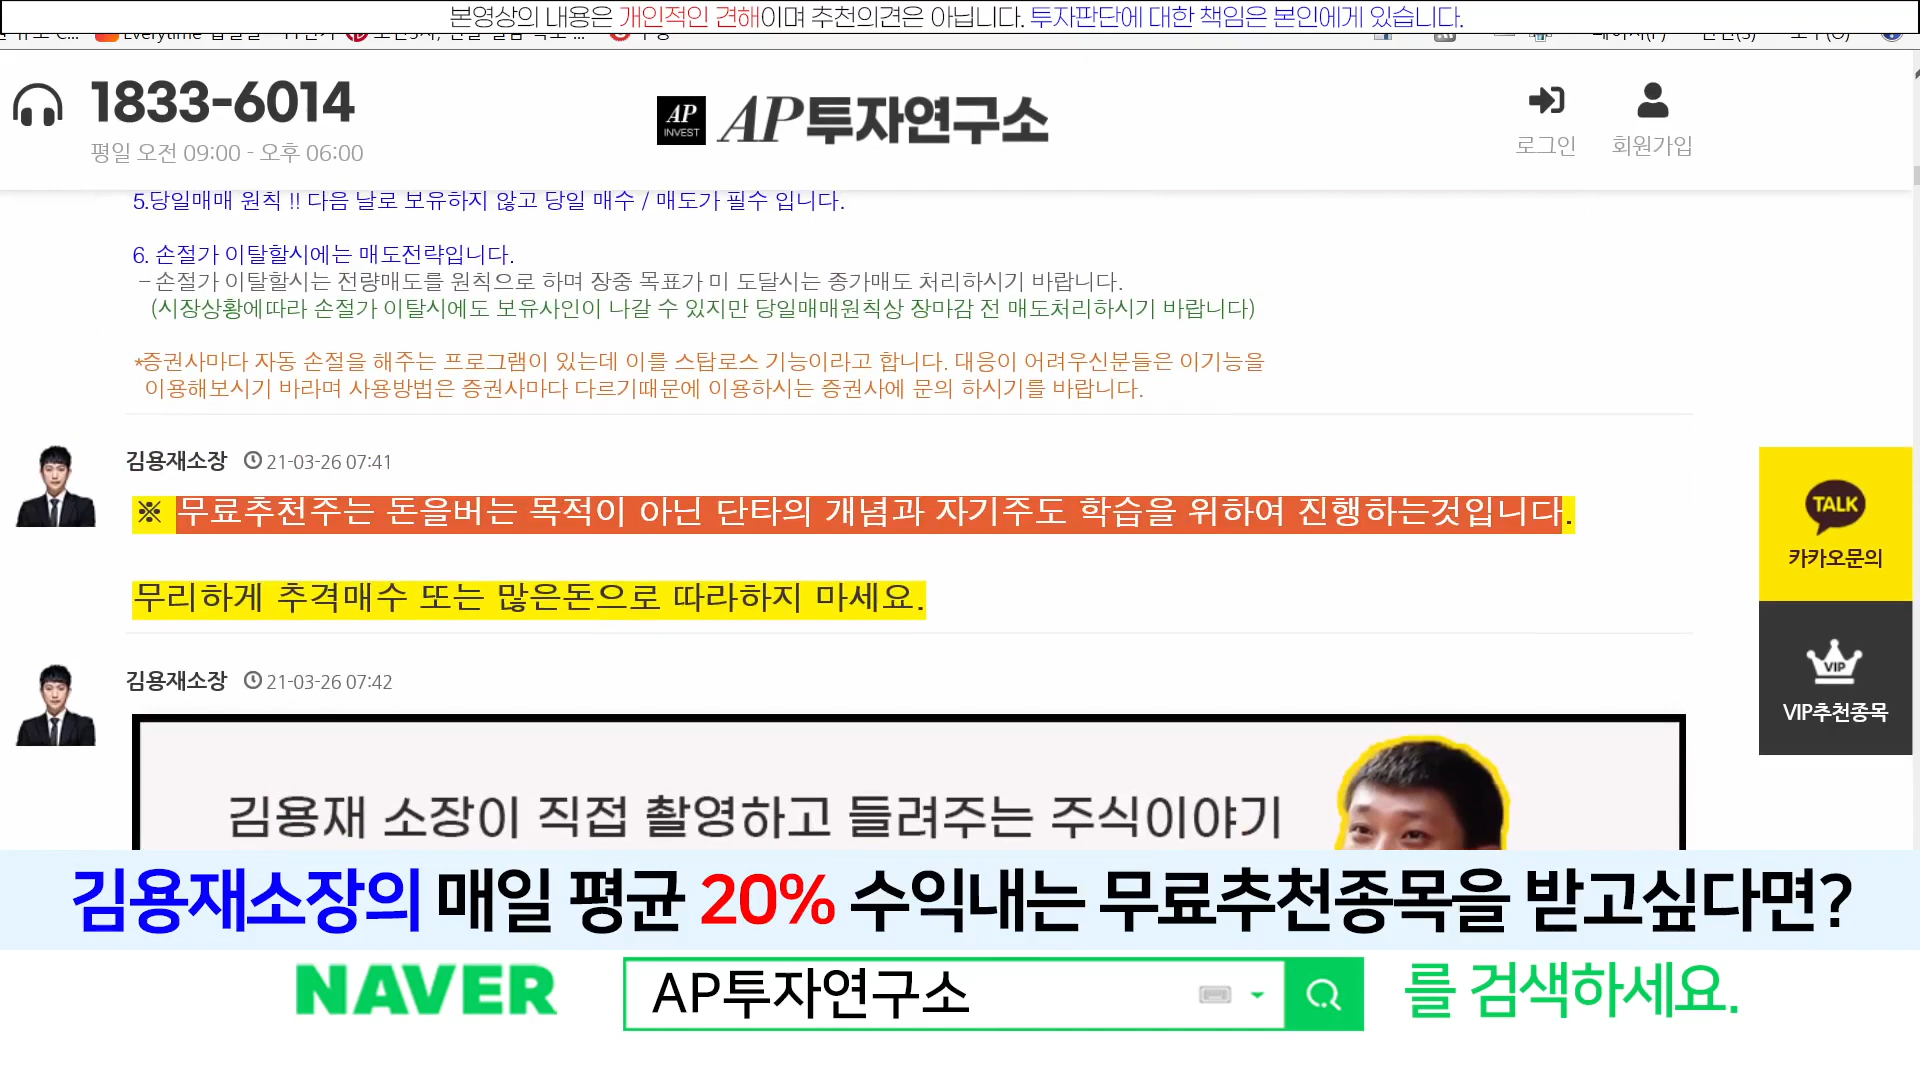 본영상의 내용은 개인적인 견해이며 추천의견은 아닙니다. 투자판단에 대한 책임은 본인에게 있습니다.
1833-6014
평일 오전 09:00 - 오후 06:00
AP INVEST
AP투자연구소
로그인
회원가입
5.당일매매 원칙 !! 다음 날로 보유하지 않고 당일 매수 / 매도가 필수 입니다.
6. 손절가 이탈할시에는 매도전략입니다.
- 손절가 이탈할시는 전량매도를 원칙으로 하며 장중 목표가 미 도달시는 종가매도 처리하시기 바랍니다.
(시장상황에따라 손절가 이탈시에도 보유사인이 나갈 수 있지만 당일매매원칙상 장마감 전 매도처리하시기 바랍니다)
*증권사마다 자동 손절을 해주는 프로그램이 있는데 이를 스탑로스 기능이라고 합니다. 대응이 어려우신분들은 이기능을
이용해보시기 바라며 사용방법은 증권사마다 다르기때문에 이용하시는 증권사에 문의 하시기를 바랍니다.
김용재소장 21-03-26 07:41
※ 무료추천주는 돈을버는 목적이 아닌 단타의 개념과 자기주도 학습을 위하여 진행하는것입니다.
무리하게 추격매수 또는 많은돈으로 따라하지 마세요.
TALK
카카오문의
VIP
VIP추천종목
김용재소장 21-03-26 07:42
김용재 소장이 직접 촬영하고 들려주는 주식이야기
김용재소장의 매일 평균 20% 수익내는 무료추천종목을 받고싶다면?
NAVER AP투자연구소 를 검색하세요.